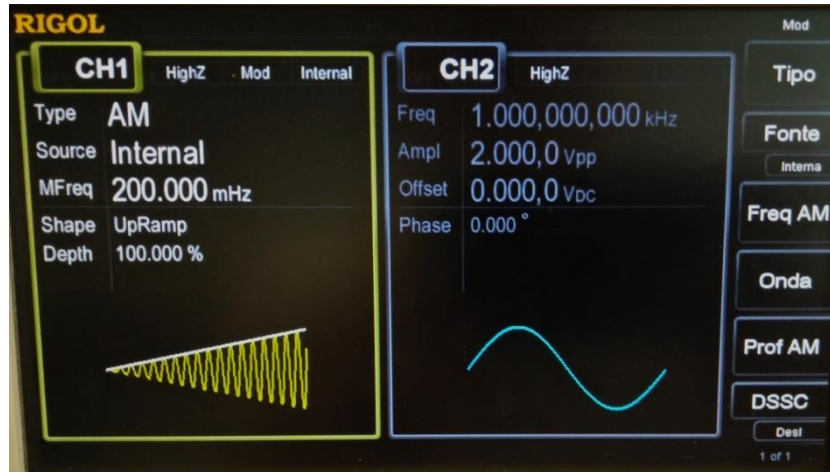 RIGOL
Mod
CH1 HighZ Mod Internal
Type AM
Source Internal
MFreq 200.000 mHz
Shape UpRamp
Depth 100.000 %
CH2 HighZ
Freq 1.000,000,000 kHz
Ampl 2.000,0 Vpp
Offset 0.000,0 VDC
Phase 0.000 °
Tipo
Fonte
Interna
Freq AM
Onda
Prof AM
DSSC
Desl
1 of 1